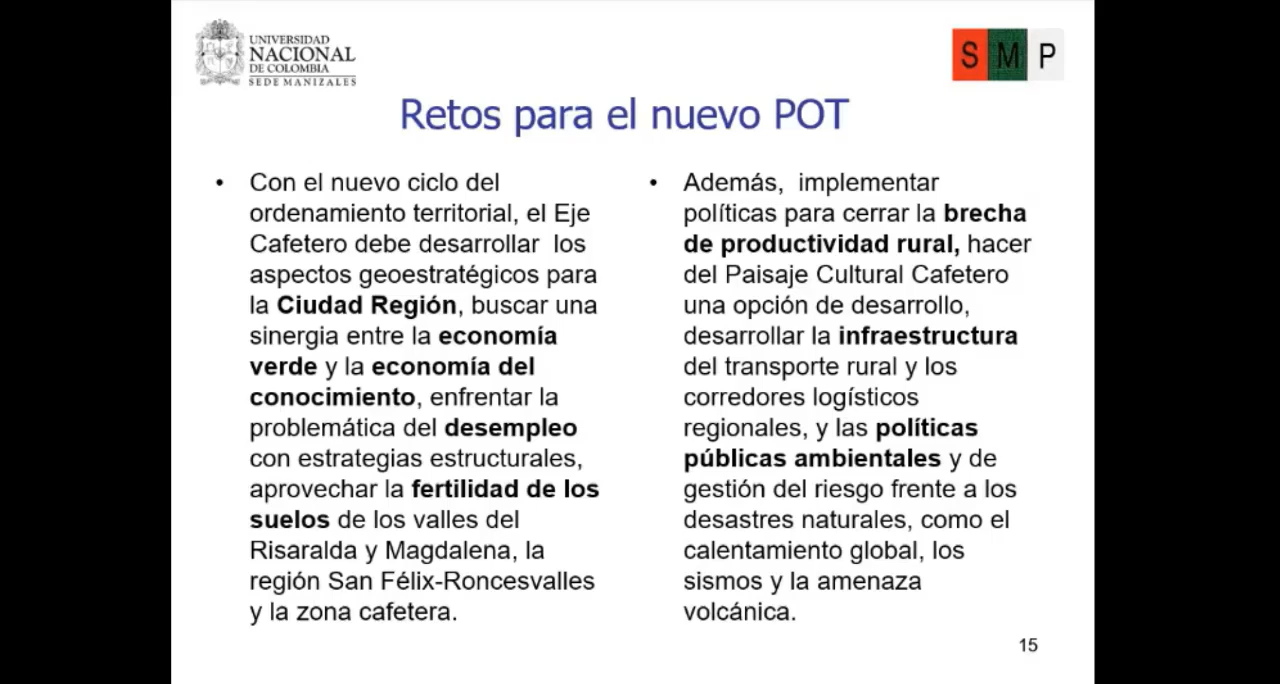 UNIVERSIDAD
NACIONAL
DE COLOMBIA
SEDE MANIZALES
S M P
Retos para el nuevo POT
• Con el nuevo ciclo del
ordenamiento territorial, el Eje
Cafetero debe desarrollar los
aspectos geoestratégicos para
la Ciudad Región, buscar una
sinergia entre la economía
verde y la economía del
conocimiento, enfrentar la
problemática del desempleo
con estrategias estructurales,
aprovechar la fertilidad de los
suelos de los valles del
Risaralda y Magdalena, la
región San Félix-Roncesvalles
y la zona cafetera.
• Además, implementar
políticas para cerrar la brecha
de productividad rural, hacer
del Paisaje Cultural Cafetero
una opción de desarrollo,
desarrollar la infraestructura
del transporte rural y los
corredores logísticos
regionales, y las políticas
públicas ambientales y de
gestión del riesgo frente a los
desastres naturales, como el
calentamiento global, los
sismos y la amenaza
volcánica.
15